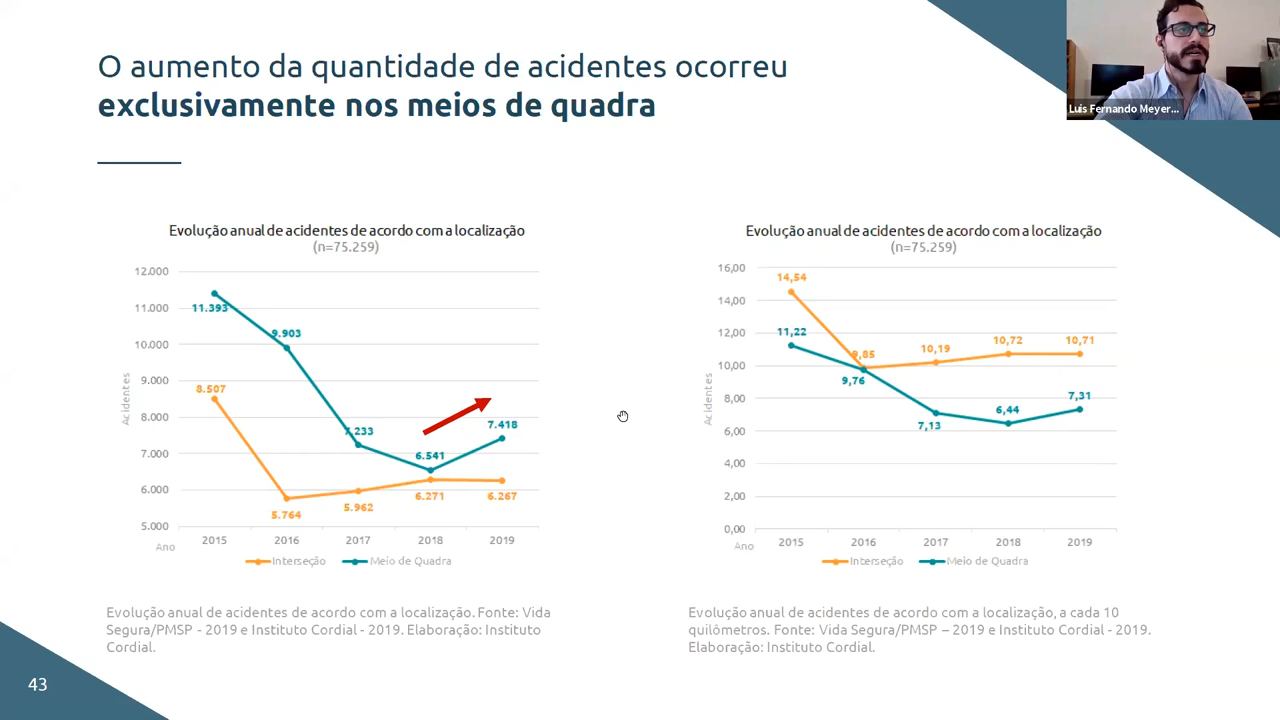 O aumento da quantidade de acidentes ocorreu
exclusivamente nos meios de quadra
Luis Fernando Meyer...
Evolução anual de acidentes de acordo com a localização
(n=75.259)
12.000
11.000
10.000
9.000
8.000
7.000
6.000
5.000
Acidentes
11.393
9.903
7.233
6.541
7.418
8.507
5.764
5.962
6.271
6.267
2015 2016 2017 2018 2019
Ano
Interseção Meio de Quadra
Evolução anual de acidentes de acordo com a localização. Fonte: Vida
Segura/PMSP - 2019 e Instituto Cordial - 2019. Elaboração: Instituto
Cordial.
Evolução anual de acidentes de acordo com a localização
(n=75.259)
16,00
14,00
12,00
10,00
8,00
6,00
4,00
2,00
0,00
Acidentes
14,54
9,85
10,19
10,72
10,71
11,22
9,76
7,13
6,44
7,31
2015 2016 2017 2018 2019
Ano
Interseção Meio de Quadra
Evolução anual de acidentes de acordo com a localização, a cada 10
quilômetros. Fonte: Vida Segura/PMSP – 2019 e Instituto Cordial - 2019.
Elaboração: Instituto Cordial.
43